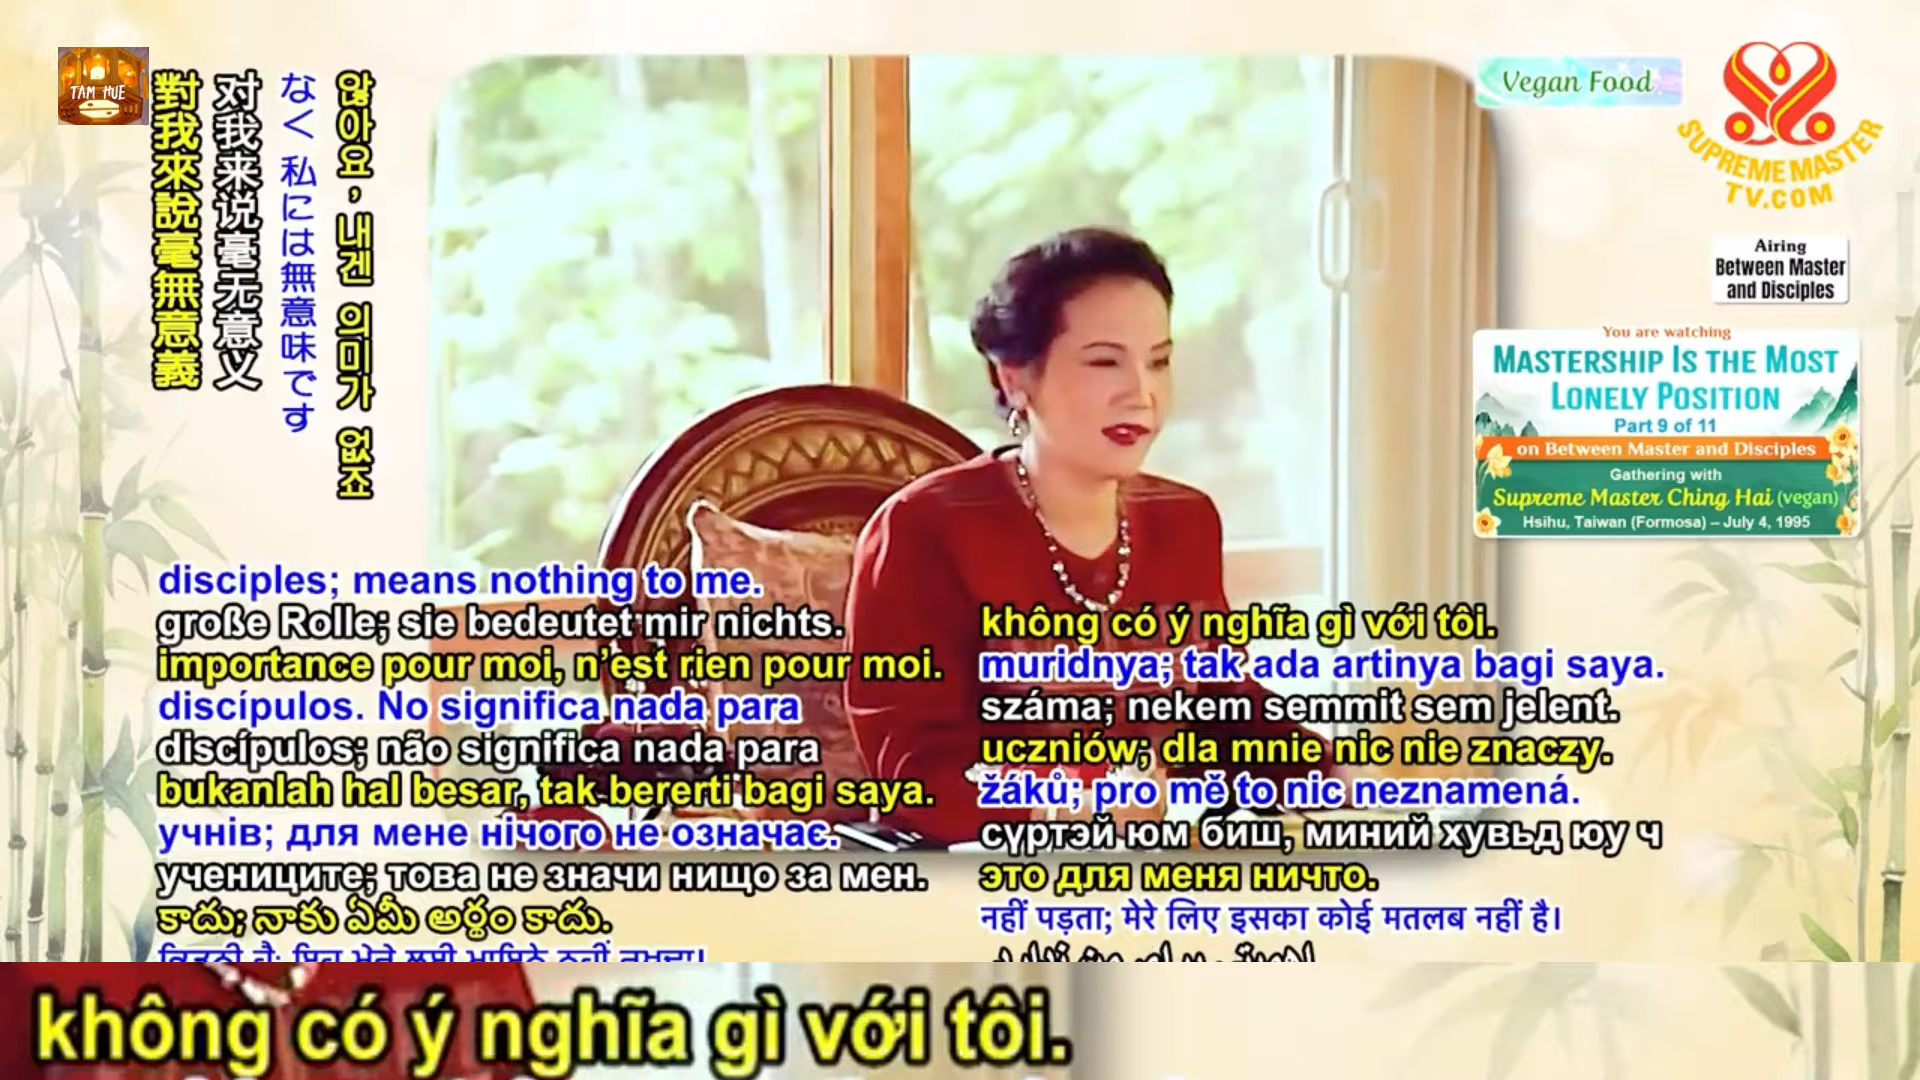 TAM HUE
對我來說毫無意義
对我来说毫无意义
なく 私には無意味です
않아요, 내겐 의미가 없죠
Vegan Food
SUPREME MASTER
TV.COM
Airing
Between Master
and Disciples
You are watching
MASTERSHIP IS THE MOST
LONELY POSITION
Part 9 of 11
on Between Master and Disciples
Gathering with
Supreme Master Ching Hai (vegan)
Hsihu, Taiwan (Formosa) – July 4, 1995
disciples; means nothing to me.
große Rolle; sie bedeutet mir nichts.
importance pour moi, n'est rien pour moi.
discípulos. No significa nada para
discípulos; não significa nada para
bukanlah hal besar, tak bererti bagi saya.
учнів; для мене нічого не означає.
учениците; това не значи нищо за мен.
కాదు; నాకు ఏమీ అర్థం కాదు.
không có ý nghĩa gì với tôi.
muridnya; tak ada artinya bagi saya.
száma; nekem semmit sem jelent.
uczniów; dla mnie nic nie znaczy.
žáků; pro mě to nic neznamená.
сүртэй юм биш, миний хувьд юу ч
это для меня ничто.
नहीं पड़ता; मेरे लिए इसका कोई मतलब नहीं है।
không có ý nghĩa gì với tôi.